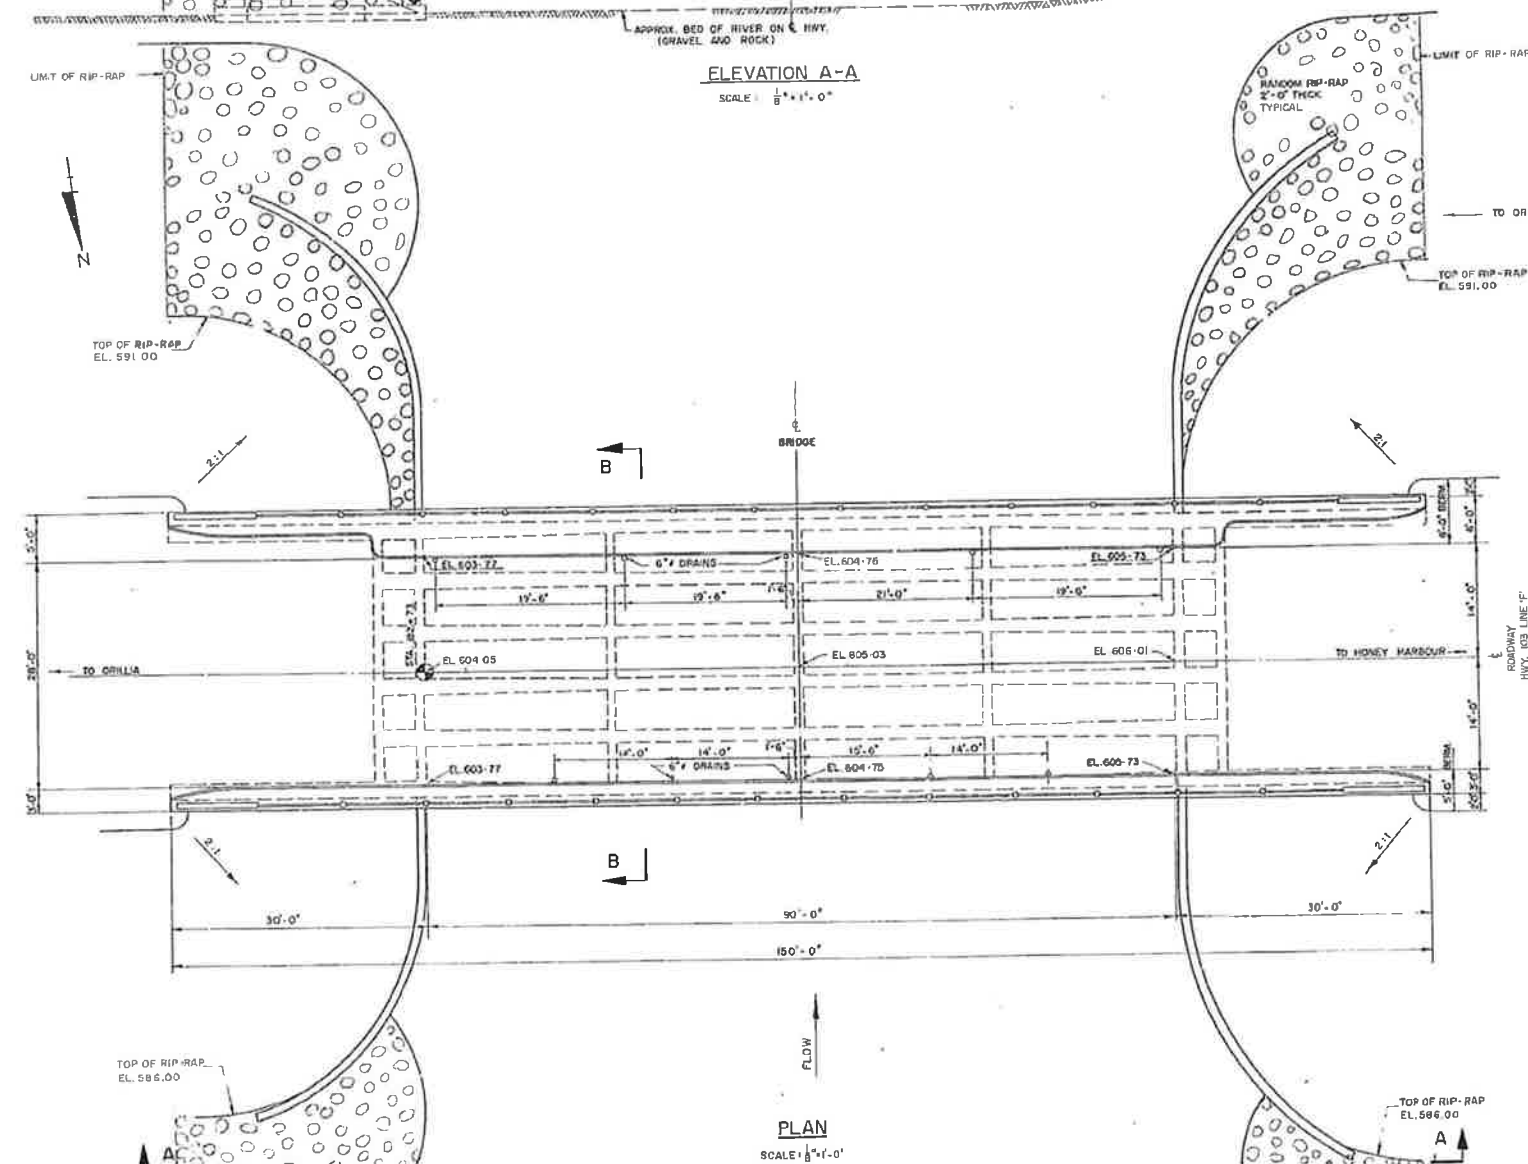 APPROX. BED OF RIVER ON ℄ HWY.
(GRAVEL AND ROCK)
ELEVATION A-A
SCALE: 1/8"=1'-0"
LIMIT OF RIP-RAP
LIMIT OF RIP-RAP
RANDOM RIP-RAP
2'-0" THICK
TYPICAL
N
TO OR
TOP OF RIP-RAP
EL. 591.00
TOP OF RIP-RAP
EL. 591.00
2:1
2:1
℄
BRIDGE
B
5'-0"
6'-0" BERM
6'-0"
EL. 603.77
6"⌀ DRAINS
EL. 604.76
EL. 605.73
19'-6"
19'-6"
1'-6"
21'-0"
19'-0"
14'-0"
28'-0"
TO ORILLIA
EL. 604.05
EL. 605.03
EL. 606.01
TO HONEY HARBOUR
℄
ROADWAY
HWY. 103 LINE 'F'
14'-0"
14'-0"
1'-6"
15'-6"
14'-0"
EL. 603.77
6"⌀ DRAINS
EL. 604.75
EL. 605.73
BERM
5'-0"
2:1
2:1
B
30'-0"
90'-0"
30'-0"
150'-0"
FLOW
TOP OF RIP-RAP
EL. 586.00
TOP OF RIP-RAP
EL. 586.00
PLAN
SCALE: 1/8"=1'-0"
A
A